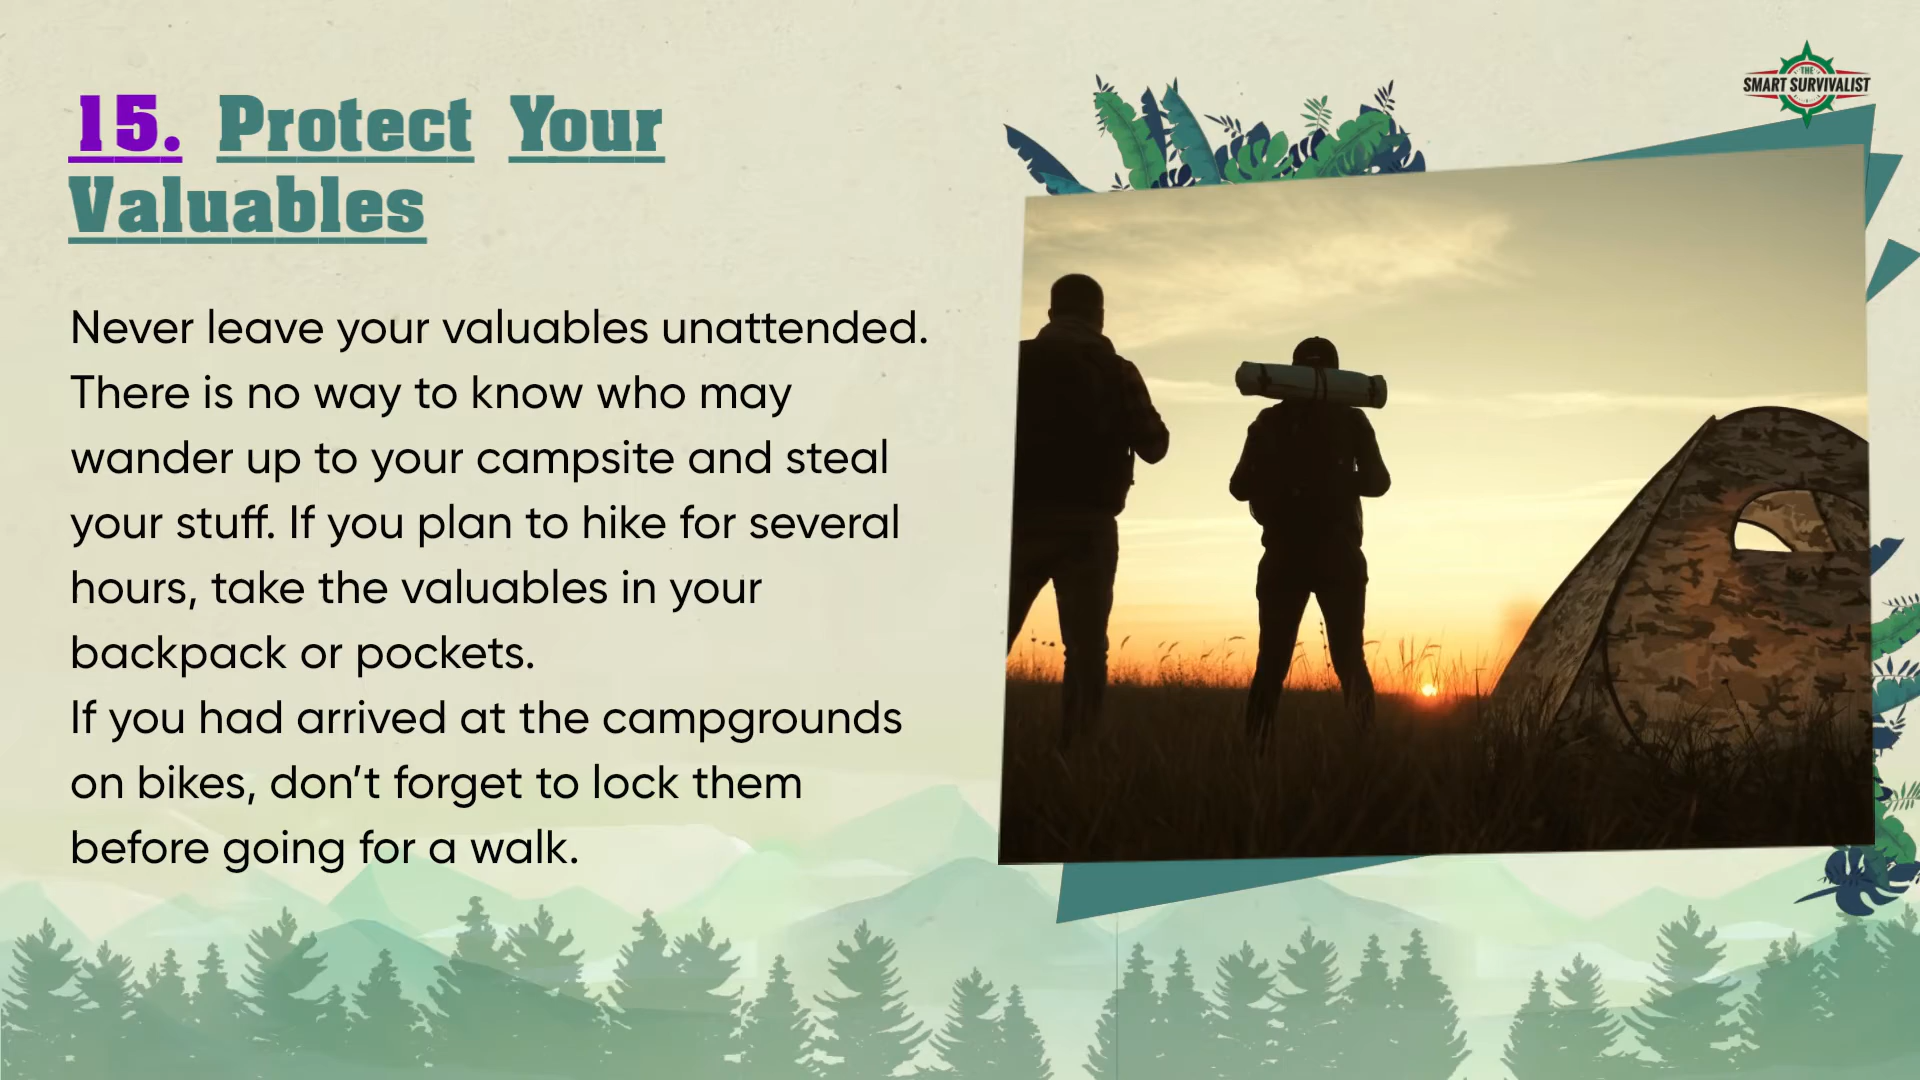 15. Protect Your
Valuables
Never leave your valuables unattended.
There is no way to know who may
wander up to your campsite and steal
your stuff. If you plan to hike for several
hours, take the valuables in your
backpack or pockets.
If you had arrived at the campgrounds
on bikes, don’t forget to lock them
before going for a walk.
THE
SMART SURVIVALIST